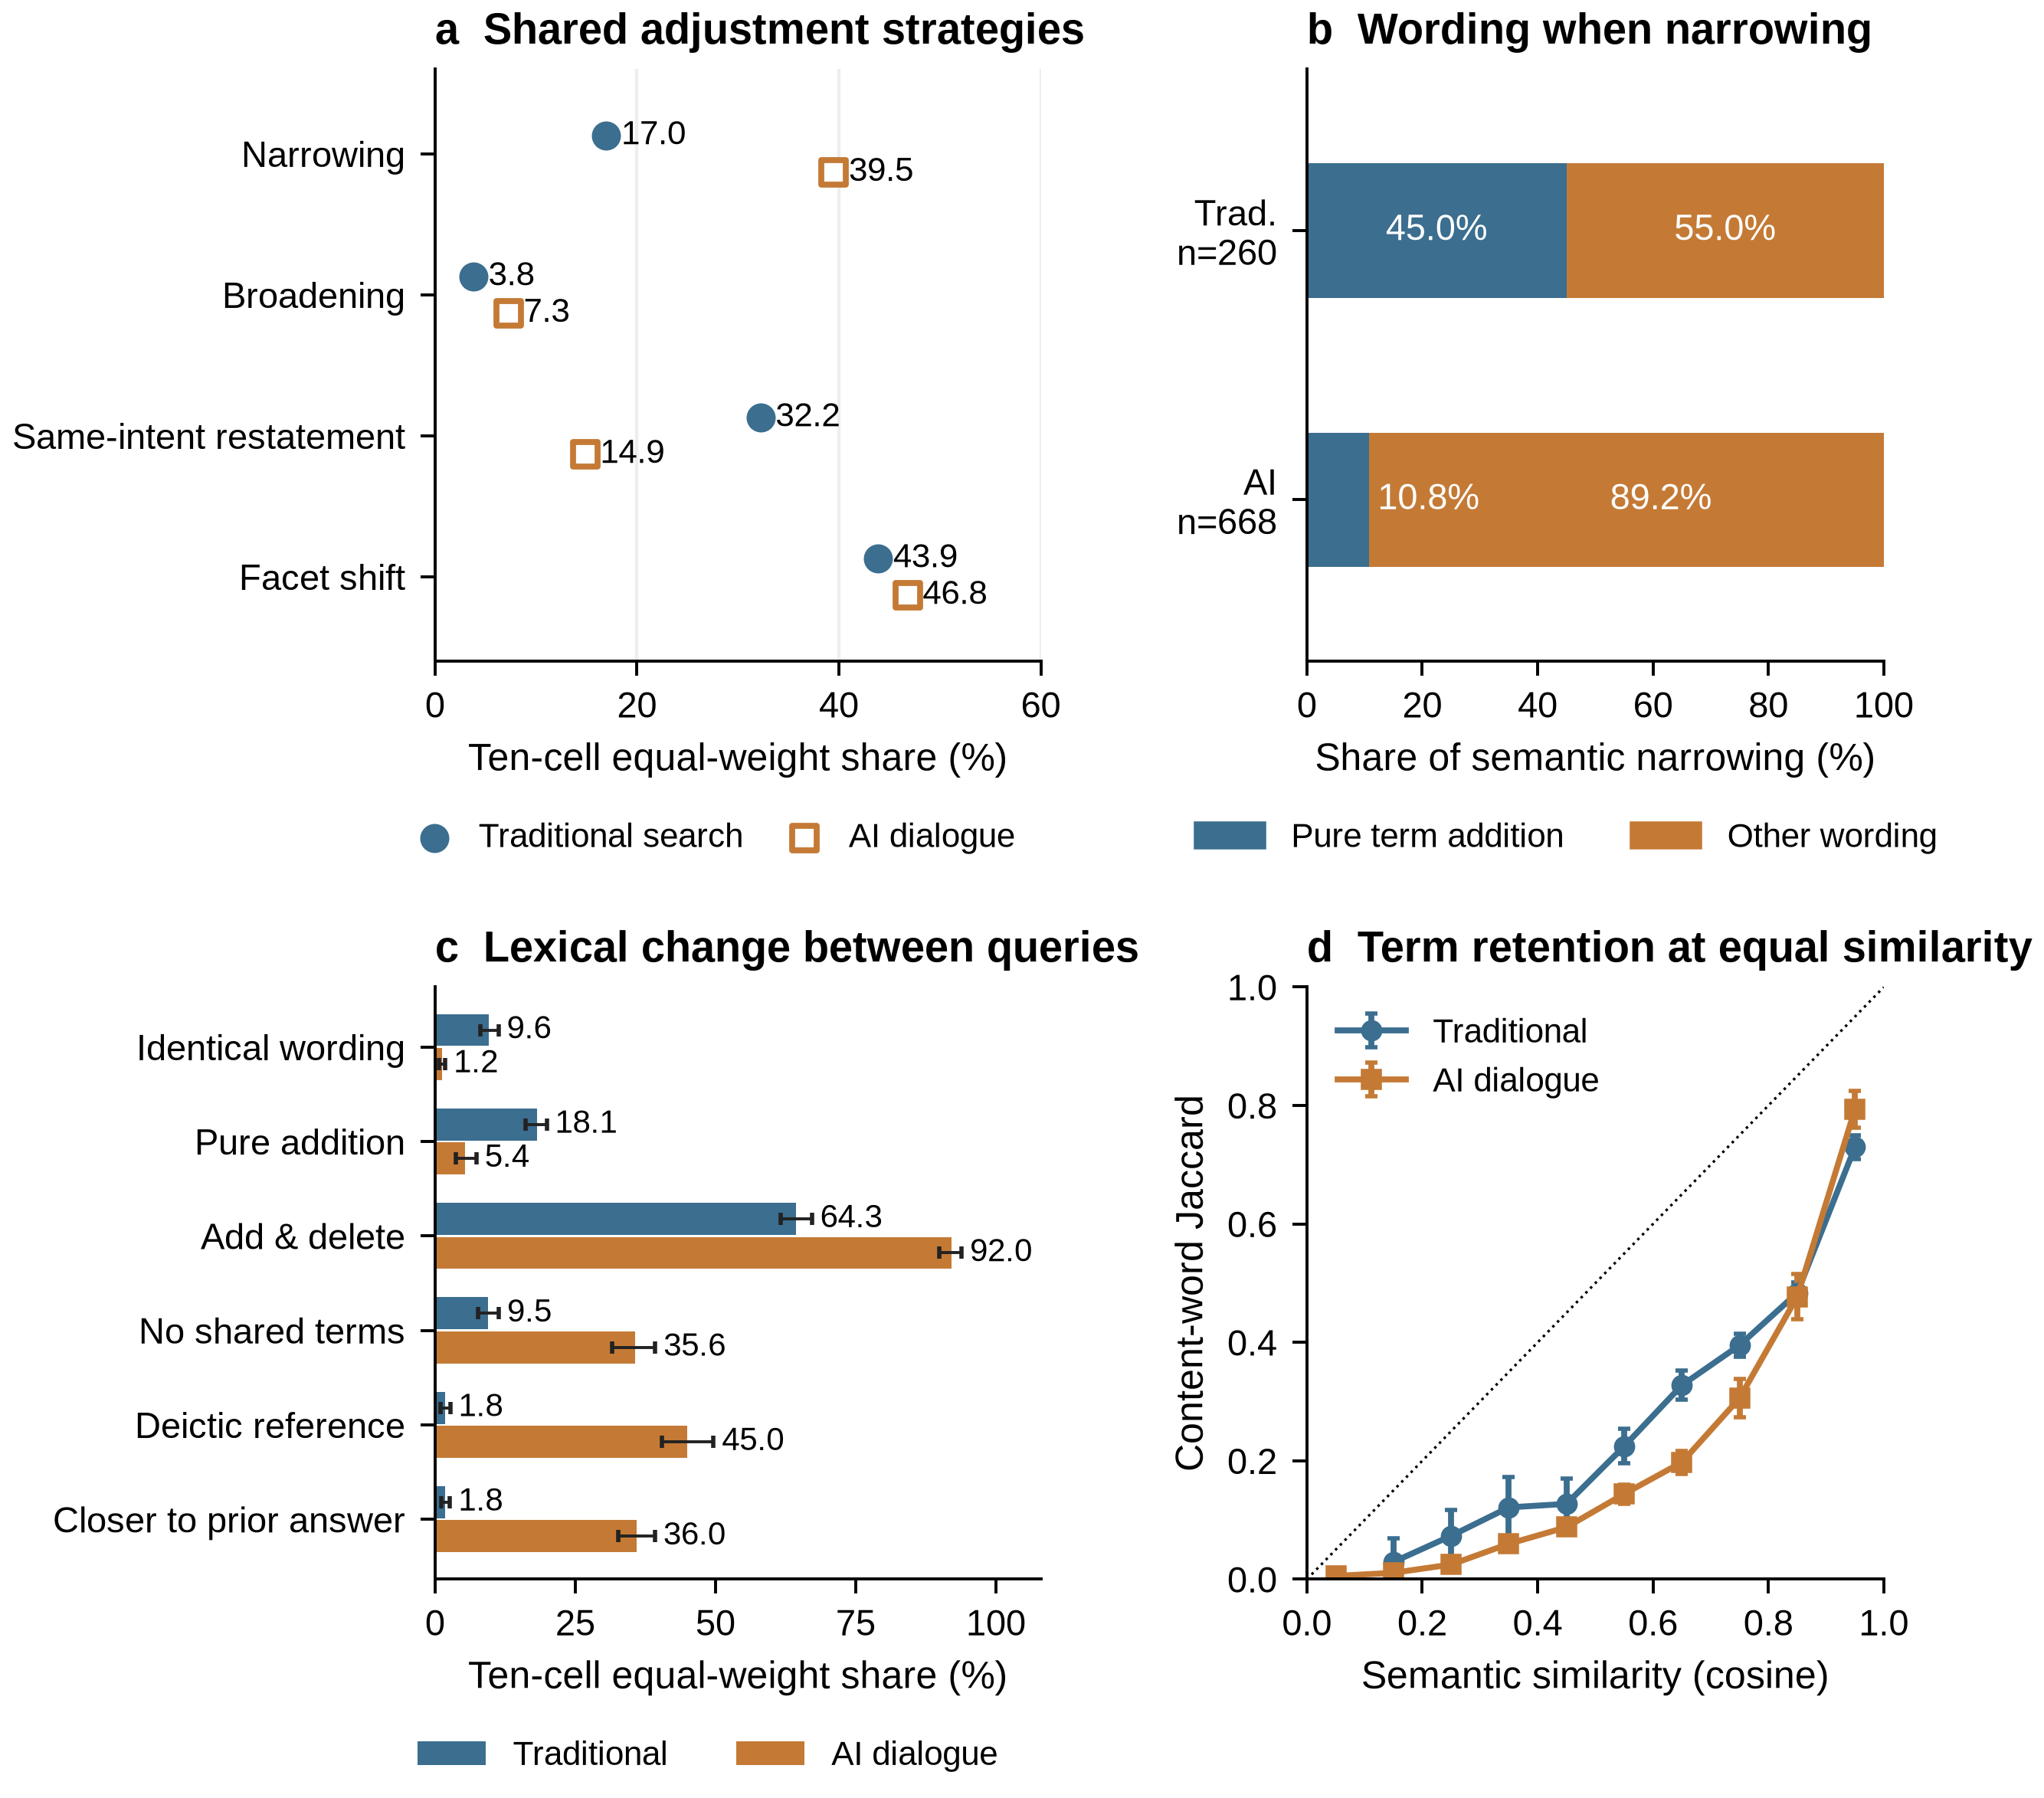 a Shared adjustment strategies
Narrowing
17.0
39.5
Broadening
3.8
7.3
Same-intent restatement
32.2
14.9
Facet shift
43.9
46.8
0 20 40 60
Ten-cell equal-weight share (%)
Traditional search AI dialogue
b Wording when narrowing
Trad.
n=260
45.0% 55.0%
AI
n=668
10.8% 89.2%
0 20 40 60 80 100
Share of semantic narrowing (%)
Pure term addition Other wording
c Lexical change between queries
Identical wording
9.6
1.2
Pure addition
18.1
5.4
Add & delete
64.3
92.0
No shared terms
9.5
35.6
Deictic reference
1.8
45.0
Closer to prior answer
1.8
36.0
0 25 50 75 100
Ten-cell equal-weight share (%)
Traditional AI dialogue
d Term retention at equal similarity
Traditional
AI dialogue
Content-word Jaccard
1.0
0.8
0.6
0.4
0.2
0.0
0.0 0.2 0.4 0.6 0.8 1.0
Semantic similarity (cosine)